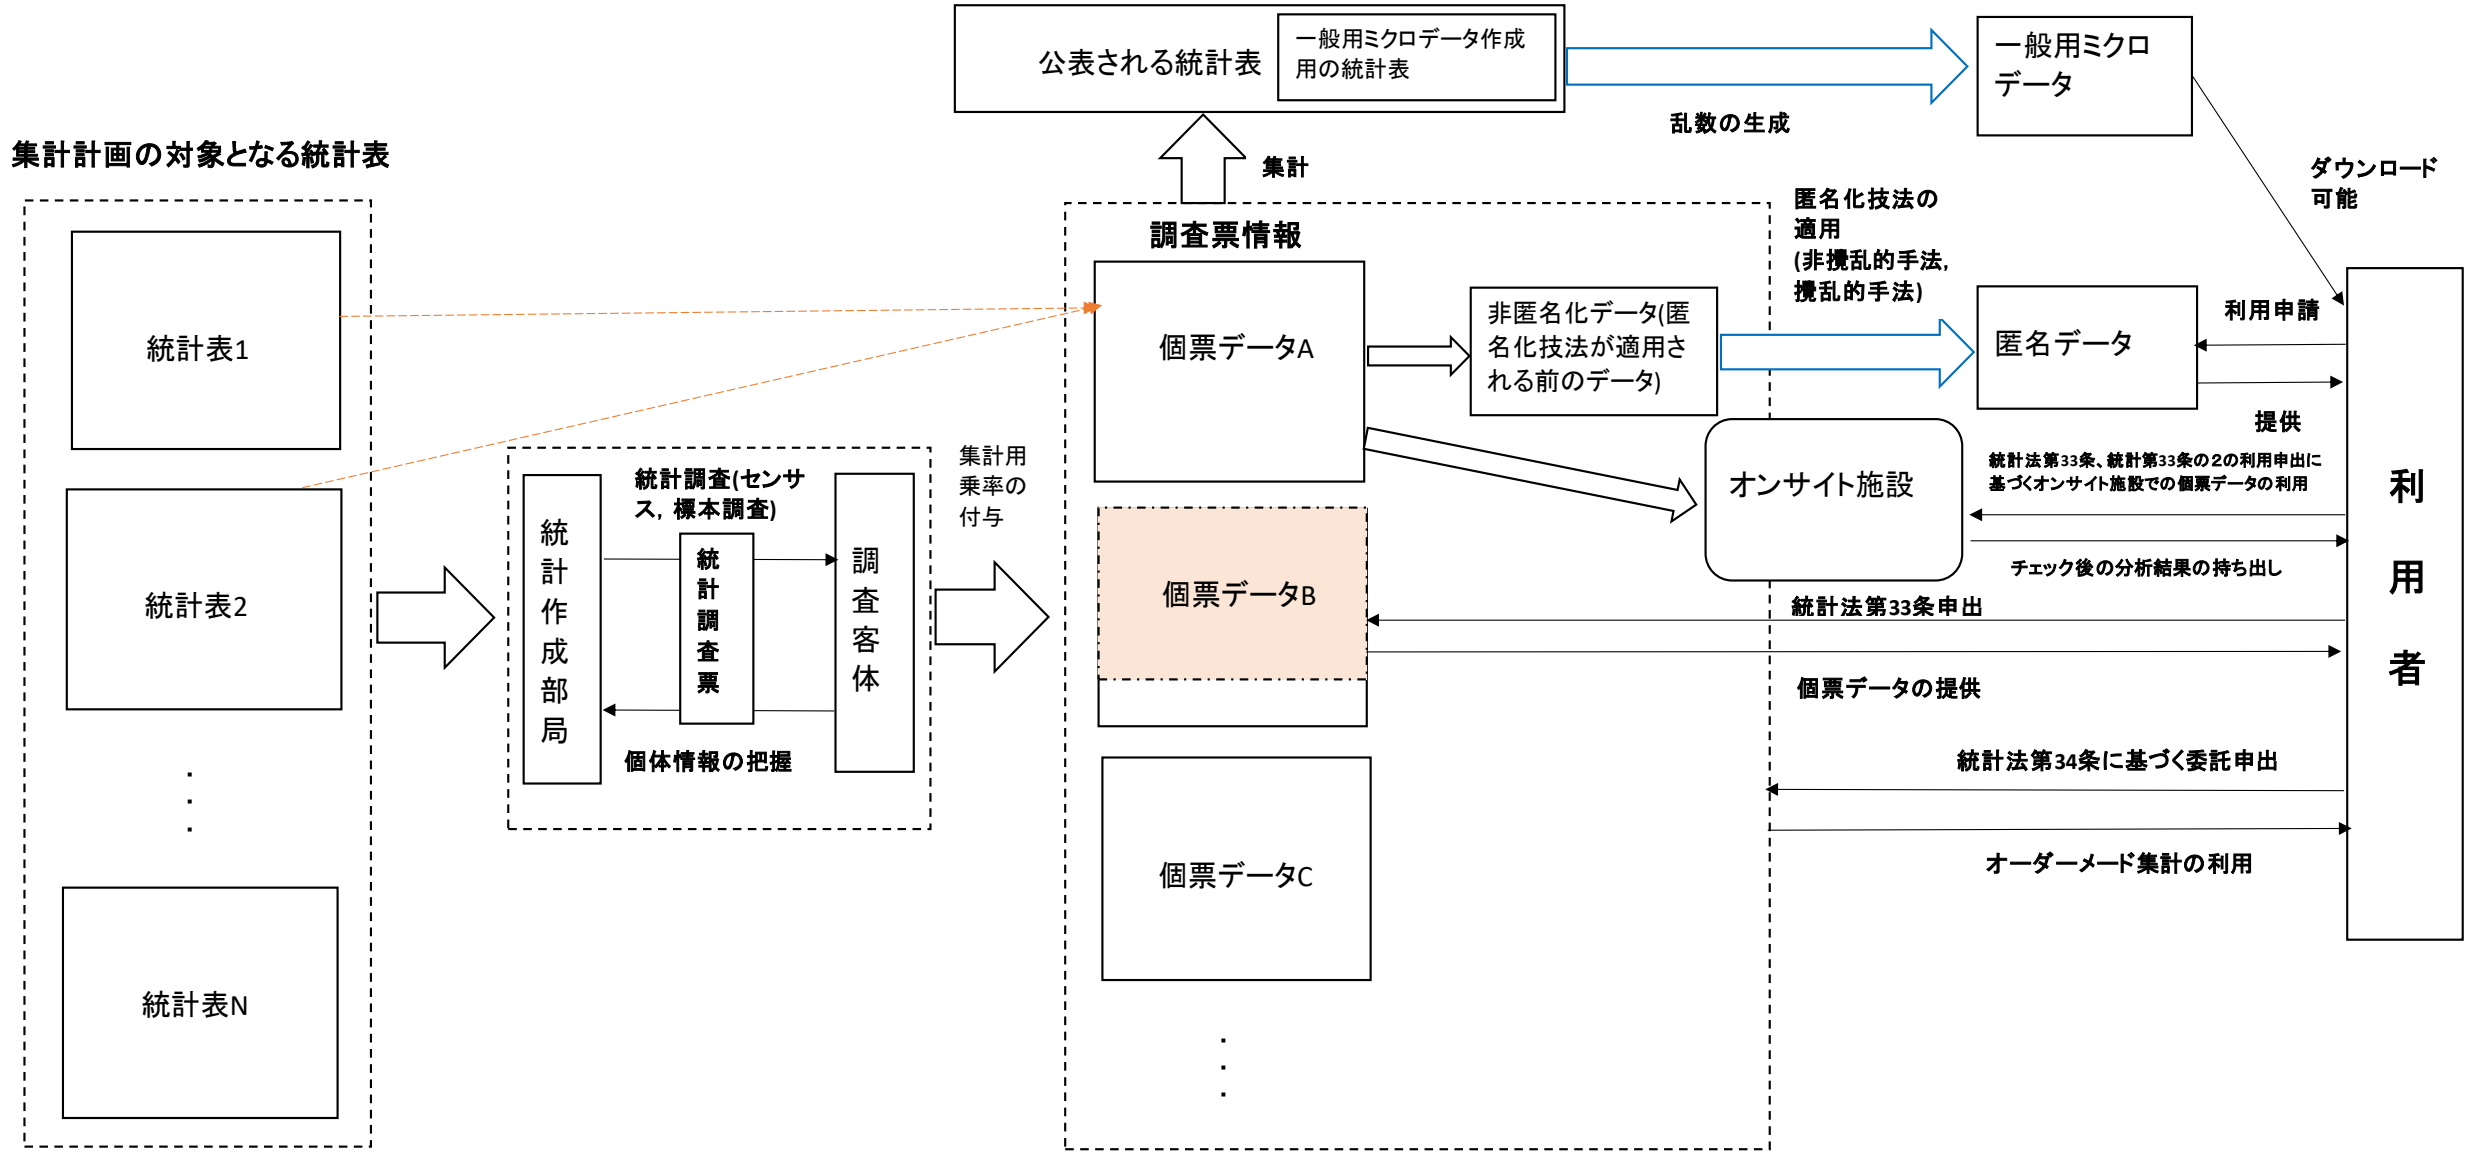 公表される統計表
一般用ミクロデータ作成
用の統計表
乱数の生成
一般用ミクロ
データ
ダウンロード
可能
集計計画の対象となる統計表
統計表1
統計表2
・
・
・
統計表N
統計作成部局
統計調査(センサ
ス, 標本調査)
統計調査票
個体情報の把握
調査客体
集計用
乗率の
付与
集計
調査票情報
個票データA
個票データB
個票データC
・
・
・
非匿名化データ(匿
名化技法が適用さ
れる前のデータ)
匿名化技法の
適用
(非攪乱的手法,
攪乱的手法)
匿名データ
利用申請
提供
オンサイト施設
統計法第33条、統計第33条の２の利用申出に
基づくオンサイト施設での個票データの利用
チェック後の分析結果の持ち出し
統計法第33条申出
個票データの提供
統計法第34条に基づく委託申出
オーダーメード集計の利用
利用者